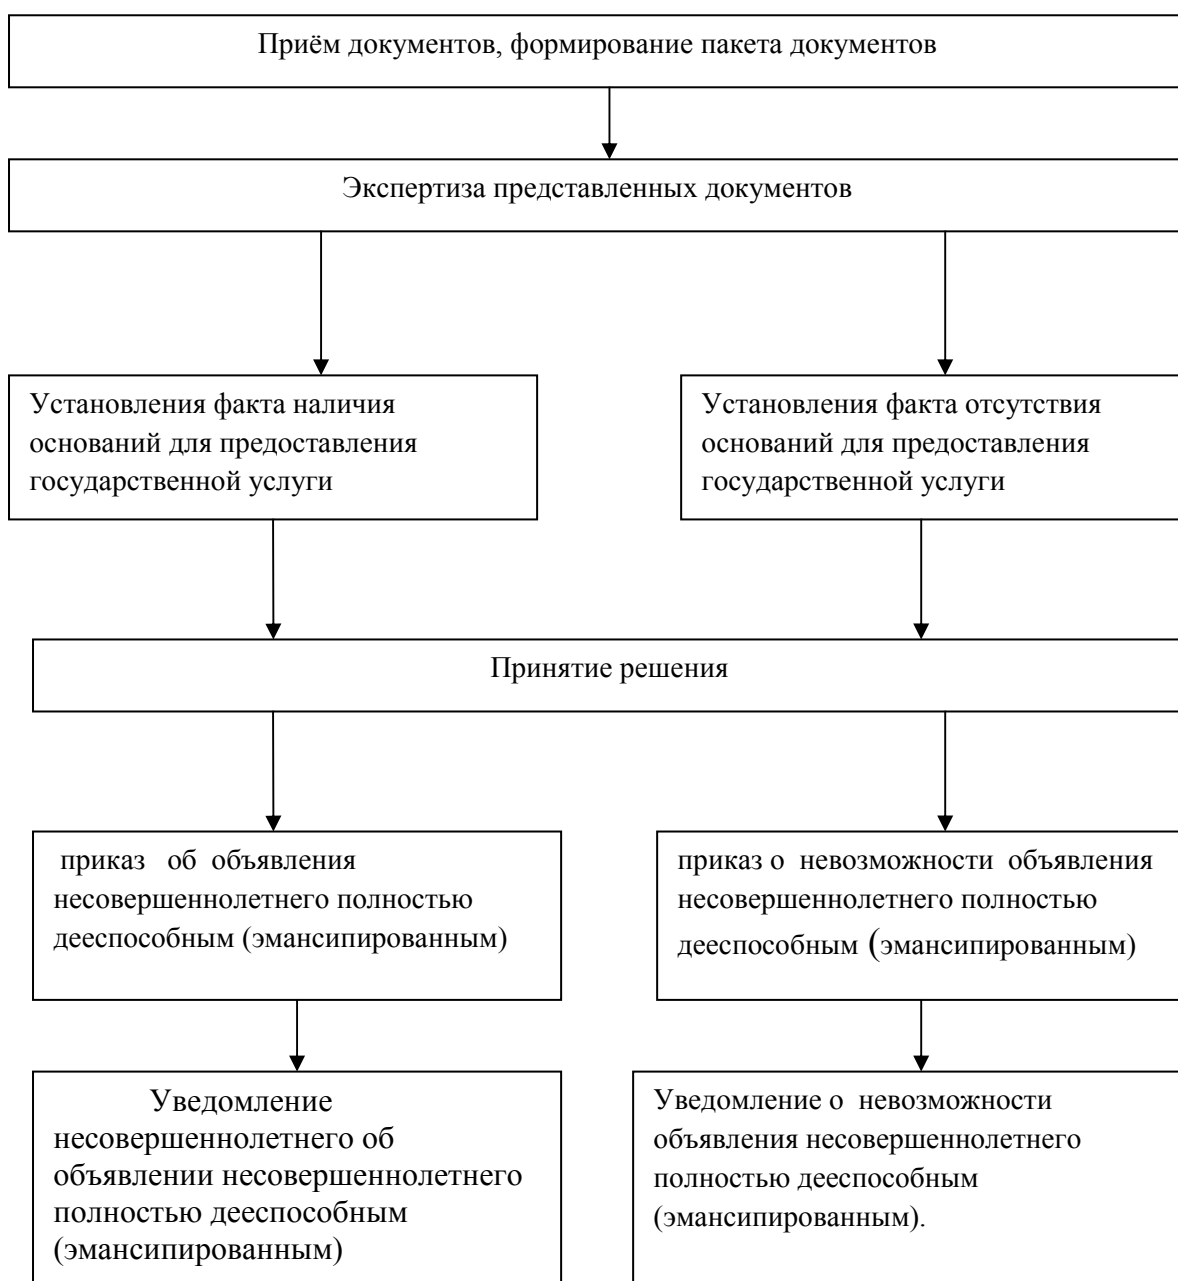 Приём документов, формирование пакета документов
Экспертиза представленных документов
Установления факта наличия
оснований для предоставления
государственной услуги
Установления факта отсутствия
оснований для предоставления
государственной услуги
Принятие решения
приказ об объявления
несовершеннолетнего полностью
дееспособным (эмансипированным)
приказ о невозможности объявления
несовершеннолетнего полностью
дееспособным (эмансипированным)
Уведомление
несовершеннолетнего об
объявлении несовершеннолетнего
полностью дееспособным
(эмансипированным)
Уведомление о невозможности
объявления несовершеннолетнего
полностью дееспособным
(эмансипированным).